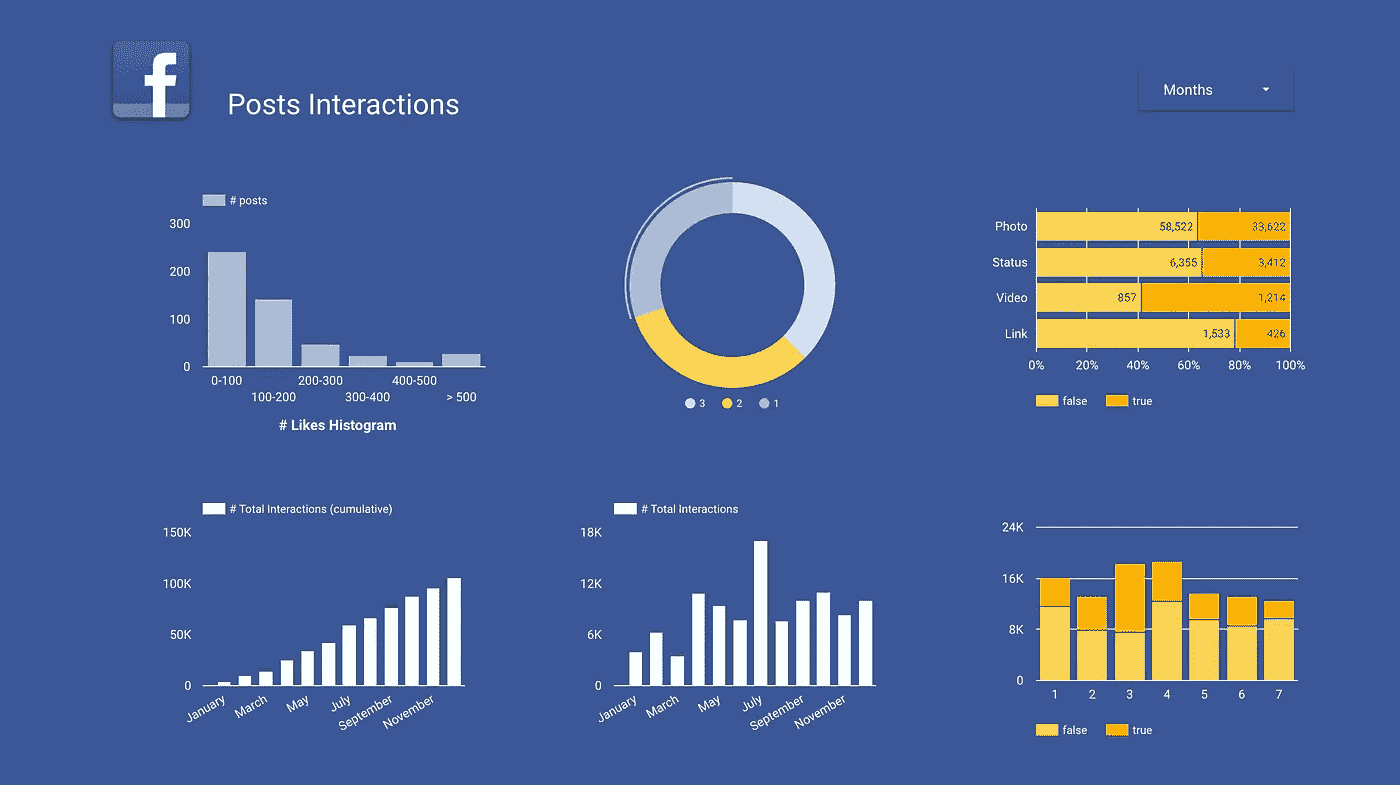 f
Posts Interactions
Months
# posts
300
200
100
0
0-100
200-300
400-500
100-200
300-400
> 500
# Likes Histogram
3
2
1
Photo
58,522
33,622
Status
6,355
3,412
Video
857
1,214
Link
1,533
426
0%
20%
40%
60%
80%
100%
false
true
# Total Interactions (cumulative)
150K
100K
50K
0
January
March
May
July
September
November
# Total Interactions
18K
12K
6K
0
January
March
May
July
September
November
24K
16K
8K
0
1
2
3
4
5
6
7
false
true